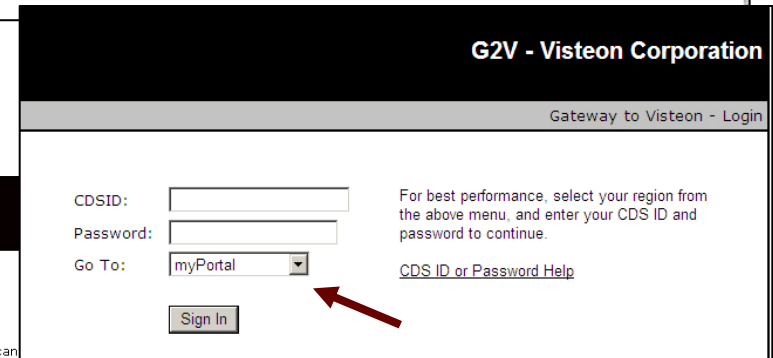 G2V - Visteon Corporation
Gateway to Visteon - Login
CDSID:
For best performance, select your region from
the above menu, and enter your CDS ID and
Password:
password to continue.
Go To:
myPortal
CDS ID or Password Help
Sign In
can